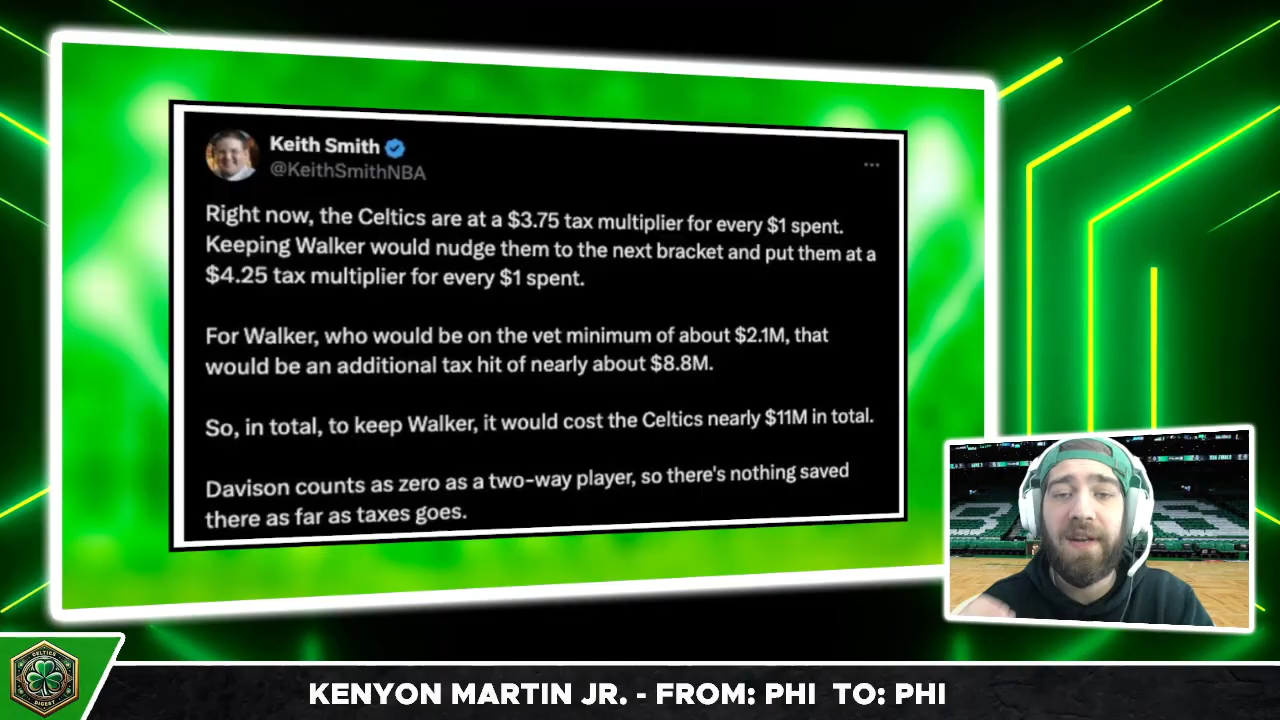 Keith Smith
@KeithSmithNBA
Right now, the Celtics are at a $3.75 tax multiplier for every $1 spent.
Keeping Walker would nudge them to the next bracket and put them at a
$4.25 tax multiplier for every $1 spent.
For Walker, who would be on the vet minimum of about $2.1M, that
would be an additional tax hit of nearly about $8.8M.
So, in total, to keep Walker, it would cost the Celtics nearly $11M in total.
Davison counts as zero as a two-way player, so there's nothing saved
there as far as taxes goes.
CELTICS
DIGEST
KENYON MARTIN JR. - FROM: PHI TO: PHI